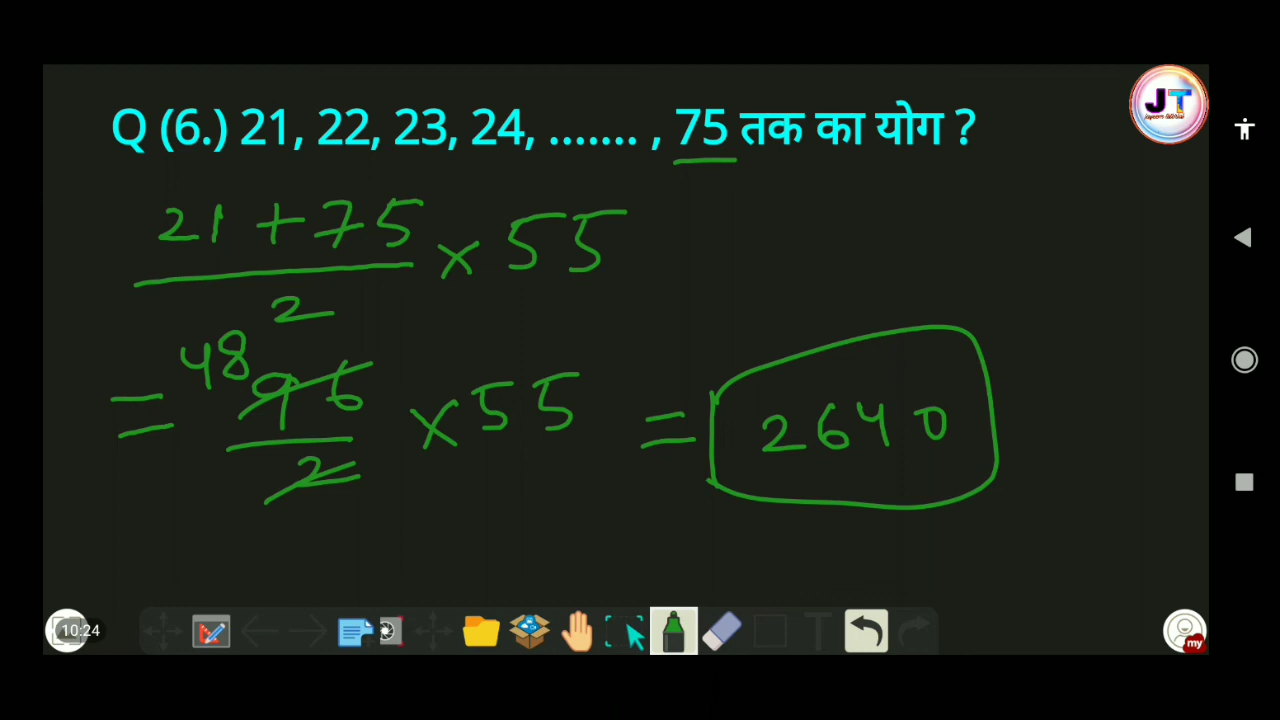 Q (6.) 21, 22, 23, 24, ....... , 75 तक का योग ?
JT
21 + 75 / 2 × 55
= 48 96 / 2 × 55 = 2640
10:24
T
my